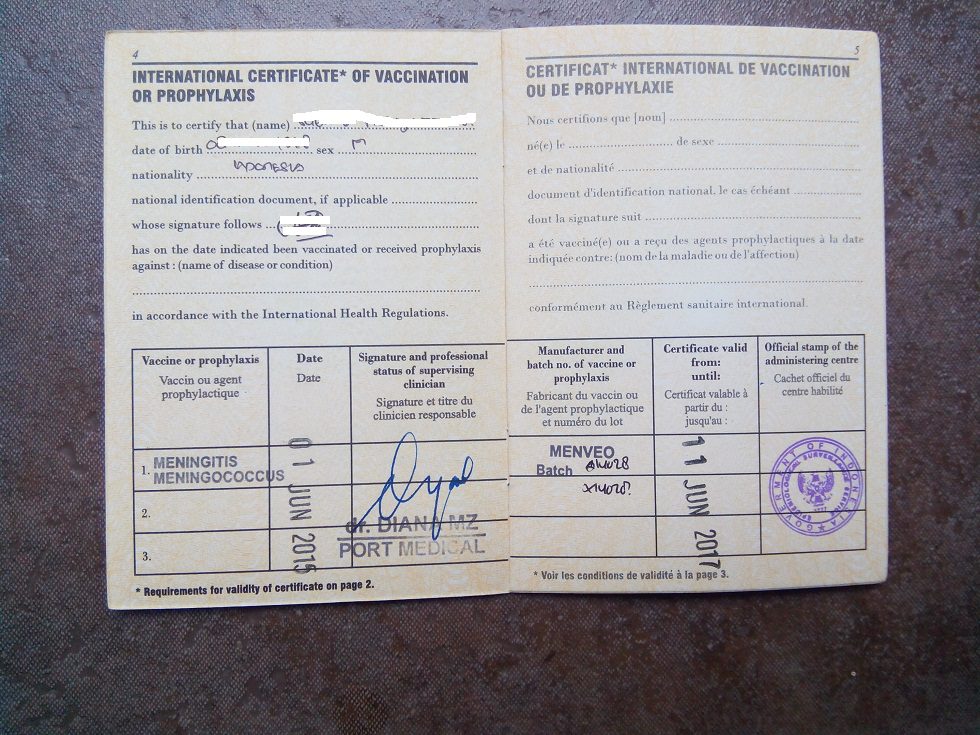 4
INTERNATIONAL CERTIFICATE* OF VACCINATION
OR PROPHYLAXIS
This is to certify that (name)
date of birth sex M
nationality INDONESIA
national identification document, if applicable
whose signature follows
has on the date indicated been vaccinated or received prophylaxis
against : (name of disease or condition)
in accordance with the International Health Regulations.
Vaccine or prophylaxis
Vaccin ou agent
prophylactique
Date
Date
Signature and professional
status of supervising
clinician
Signature et titre du
clinicien responsable
1. MENINGITIS
MENINGOCOCCUS
2.
3.
01 JUN 2015
dr. DIANA MZ
PORT MEDICAL
* Requirements for validity of certificate on page 2.
5
CERTIFICAT* INTERNATIONAL DE VACCINATION
OU DE PROPHYLAXIE
Nous certifions que [nom]
né(e) le de sexe
et de nationalité
document d'identification national, le cas échéant
dont la signature suit
a été vacciné(e) ou a reçu des agents prophylactiques à la date
indiquée contre: (nom de la maladie ou de l'affection)
conformément au Règlement sanitaire international.
Manufacturer and
batch no. of vaccine or
prophylaxis
Fabricant du vaccin ou
de l'agent prophylactique
et numéro du lot
Certificate valid
from:
until:
Certificat valable à
partir du :
jusqu'au :
Official stamp of the
administering centre
Cachet officiel du
centre habilité
MENVEO
Batch
11 JUN 2017
GOVERMENT OF INDONESIA
* Voir les conditions de validité à la page 3.